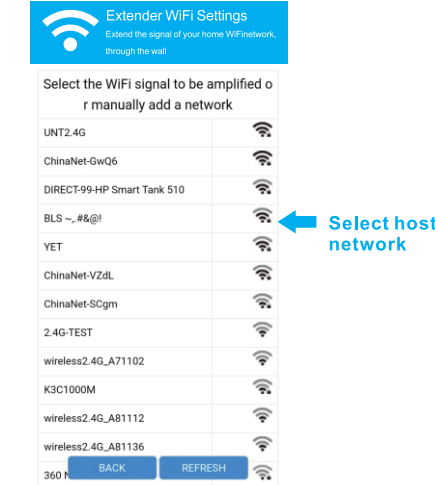 Extender WiFi Settings
Extend the signal of your home WiFinetwork,
through the wall
Select the WiFi signal to be amplified o
r manually add a network
UNT2.4G
ChinaNet-GwQ6
DIRECT-99-HP Smart Tank 510
BLS ~,.#&@!
YET
ChinaNet-VZdL
ChinaNet-SCgm
2.4G-TEST
wireless2.4G_A71102
K3C1000M
wireless2.4G_A81112
wireless2.4G_A81136
360
BACK
REFRESH
Select host
network